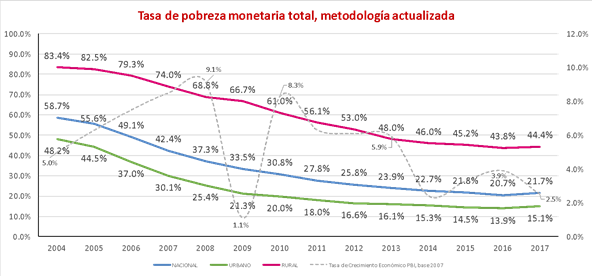 Tasa de pobreza monetaria total, metodología actualizada
100.0% 12.0%
90.0% 10.0%
80.0% 8.0%
70.0% 6.0%
60.0% 4.0%
50.0% 2.0%
40.0% 0.0%
30.0%
20.0%
10.0%
0.0%
83.4% 82.5% 79.3% 74.0% 68.8% 66.7% 61.0% 56.1% 53.0% 48.0% 46.0% 45.2% 43.8% 44.4%
58.7% 55.6% 49.1% 42.4% 37.3% 33.5% 30.8% 27.8% 25.8% 23.9% 22.7% 21.8% 20.7% 21.7%
48.2% 44.5% 37.0% 30.1% 25.4% 21.3% 20.0% 18.0% 16.6% 16.1% 15.3% 14.5% 13.9% 15.1%
5.0% 9.1% 1.1% 8.3% 5.9% 3.9% 2.5%
2004 2005 2006 2007 2008 2009 2010 2011 2012 2013 2014 2015 2016 2017
NACIONAL URBANO RURAL Tasa de Crecimiento Económico PBI, base 2007